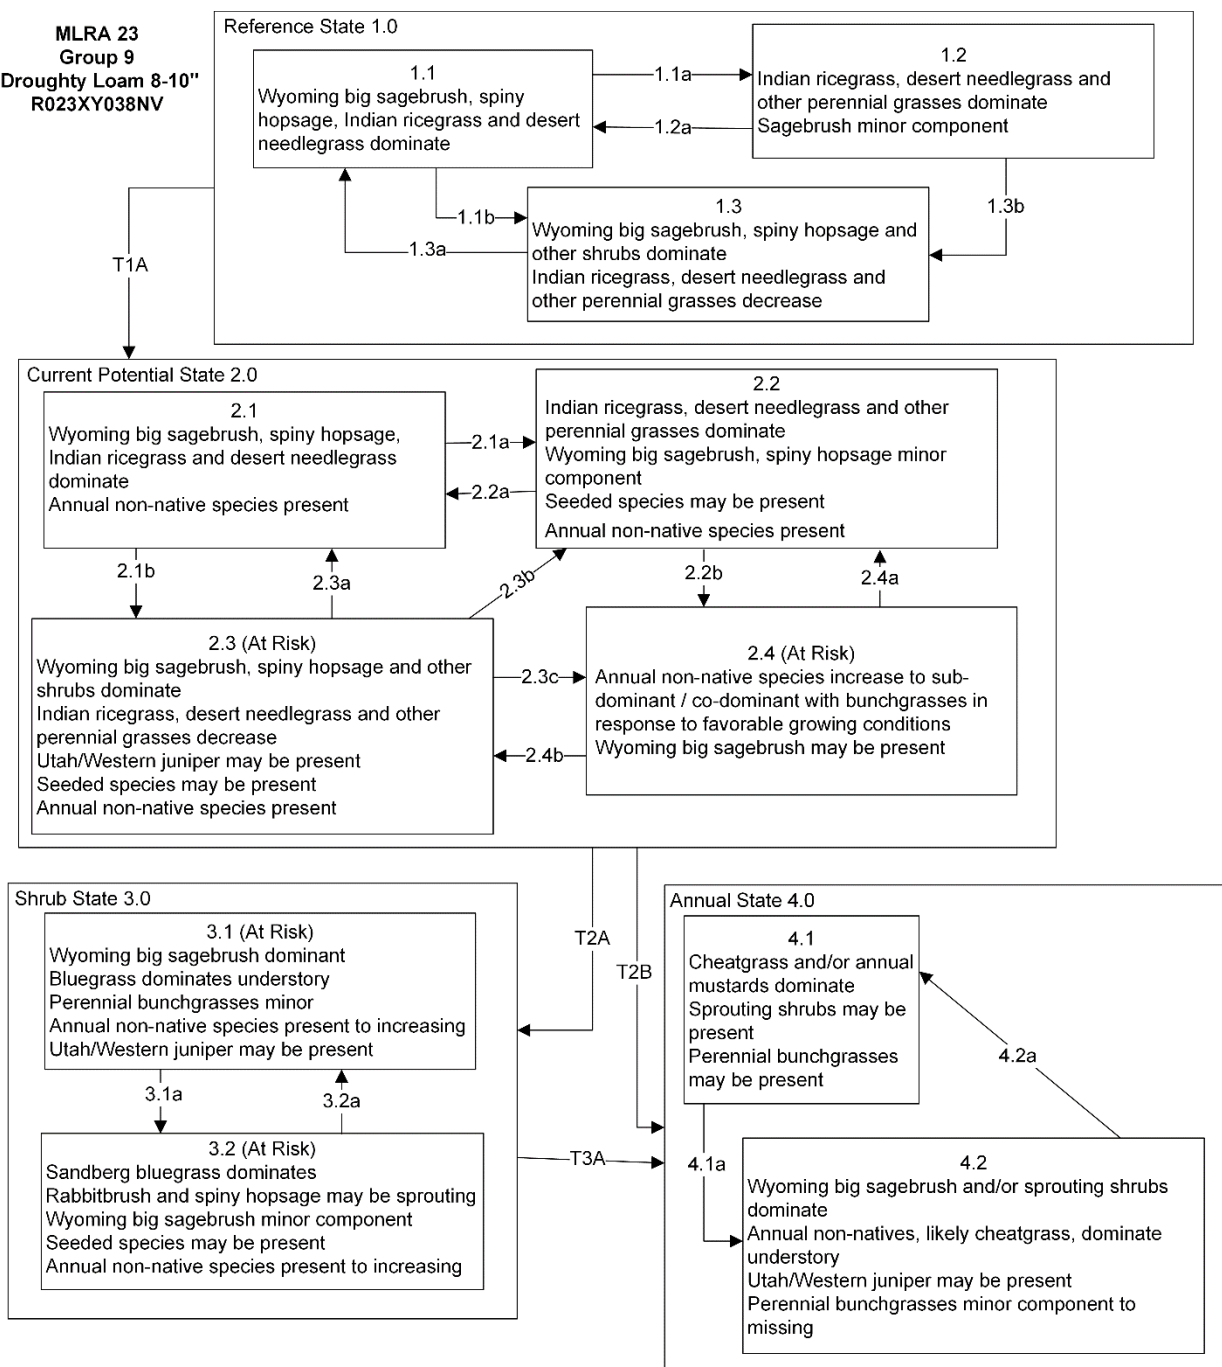 MLRA 23
Group 9
Droughty Loam 8-10"
R023XY038NV
Reference State 1.0
1.1
Wyoming big sagebrush, spiny
hopsage, Indian ricegrass and desert
needlegrass dominate
1.1a
1.2a
1.2
Indian ricegrass, desert needlegrass and
other perennial grasses dominate
Sagebrush minor component
1.1b
1.3a
1.3
Wyoming big sagebrush, spiny hopsage and
other shrubs dominate
Indian ricegrass, desert needlegrass and
other perennial grasses decrease
1.3b
T1A
Current Potential State 2.0
2.1
Wyoming big sagebrush, spiny hopsage,
Indian ricegrass and desert needlegrass
dominate
Annual non-native species present
2.1a
2.2a
2.2
Indian ricegrass, desert needlegrass and other
perennial grasses dominate
Wyoming big sagebrush, spiny hopsage minor
component
Seeded species may be present
Annual non-native species present
2.1b
2.3a
2.3b
2.2b
2.4a
2.3 (At Risk)
Wyoming big sagebrush, spiny hopsage and other
shrubs dominate
Indian ricegrass, desert needlegrass and other
perennial grasses decrease
Utah/Western juniper may be present
Seeded species may be present
Annual non-native species present
2.3c
2.4b
2.4 (At Risk)
Annual non-native species increase to sub-
dominant / co-dominant with bunchgrasses in
response to favorable growing conditions
Wyoming big sagebrush may be present
T2A
T2B
Shrub State 3.0
3.1 (At Risk)
Wyoming big sagebrush dominant
Bluegrass dominates understory
Perennial bunchgrasses minor
Annual non-native species present to increasing
Utah/Western juniper may be present
3.1a
3.2a
3.2 (At Risk)
Sandberg bluegrass dominates
Rabbitbrush and spiny hopsage may be sprouting
Wyoming big sagebrush minor component
Seeded species may be present
Annual non-native species present to increasing
T3A
Annual State 4.0
4.1
Cheatgrass and/or annual
mustards dominate
Sprouting shrubs may be
present
Perennial bunchgrasses
may be present
4.2a
4.1a
4.2
Wyoming big sagebrush and/or sprouting shrubs
dominate
Annual non-natives, likely cheatgrass, dominate
understory
Utah/Western juniper may be present
Perennial bunchgrasses minor component to
missing